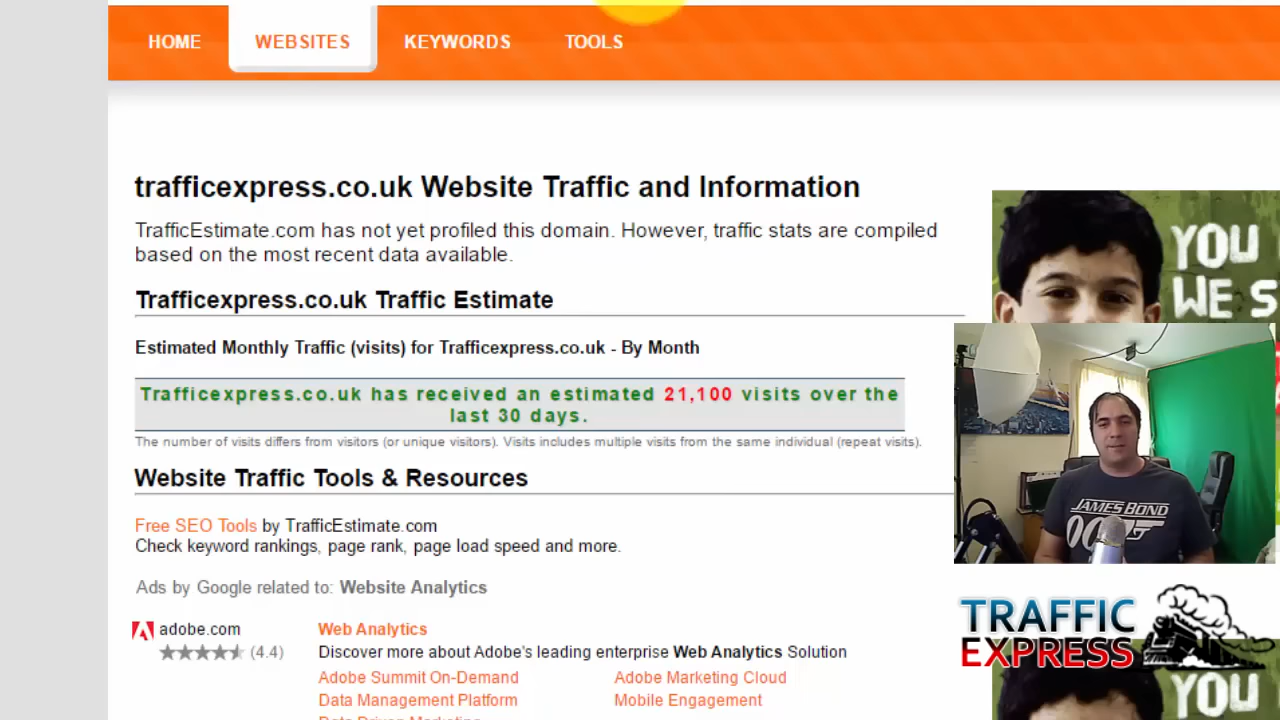 HOME WEBSITES KEYWORDS TOOLS
trafficexpress.co.uk Website Traffic and Information
TrafficEstimate.com has not yet profiled this domain. However, traffic stats are compiled
based on the most recent data available.
Trafficexpress.co.uk Traffic Estimate
Estimated Monthly Traffic (visits) for Trafficexpress.co.uk - By Month
Trafficexpress.co.uk has received an estimated 21,100 visits over the
last 30 days.
The number of visits differs from visitors (or unique visitors). Visits includes multiple visits from the same individual (repeat visits).
Website Traffic Tools & Resources
Free SEO Tools by TrafficEstimate.com
Check keyword rankings, page rank, page load speed and more.
Ads by Google related to: Website Analytics
adobe.com
(4.4)
Web Analytics
Discover more about Adobe's leading enterprise Web Analytics Solution
Adobe Summit On-Demand Adobe Marketing Cloud
Data Management Platform Mobile Engagement
Data Driven Marketing
YOU
WE S
JAMES BOND
007
TRAFFIC
EXPRESS
YOU